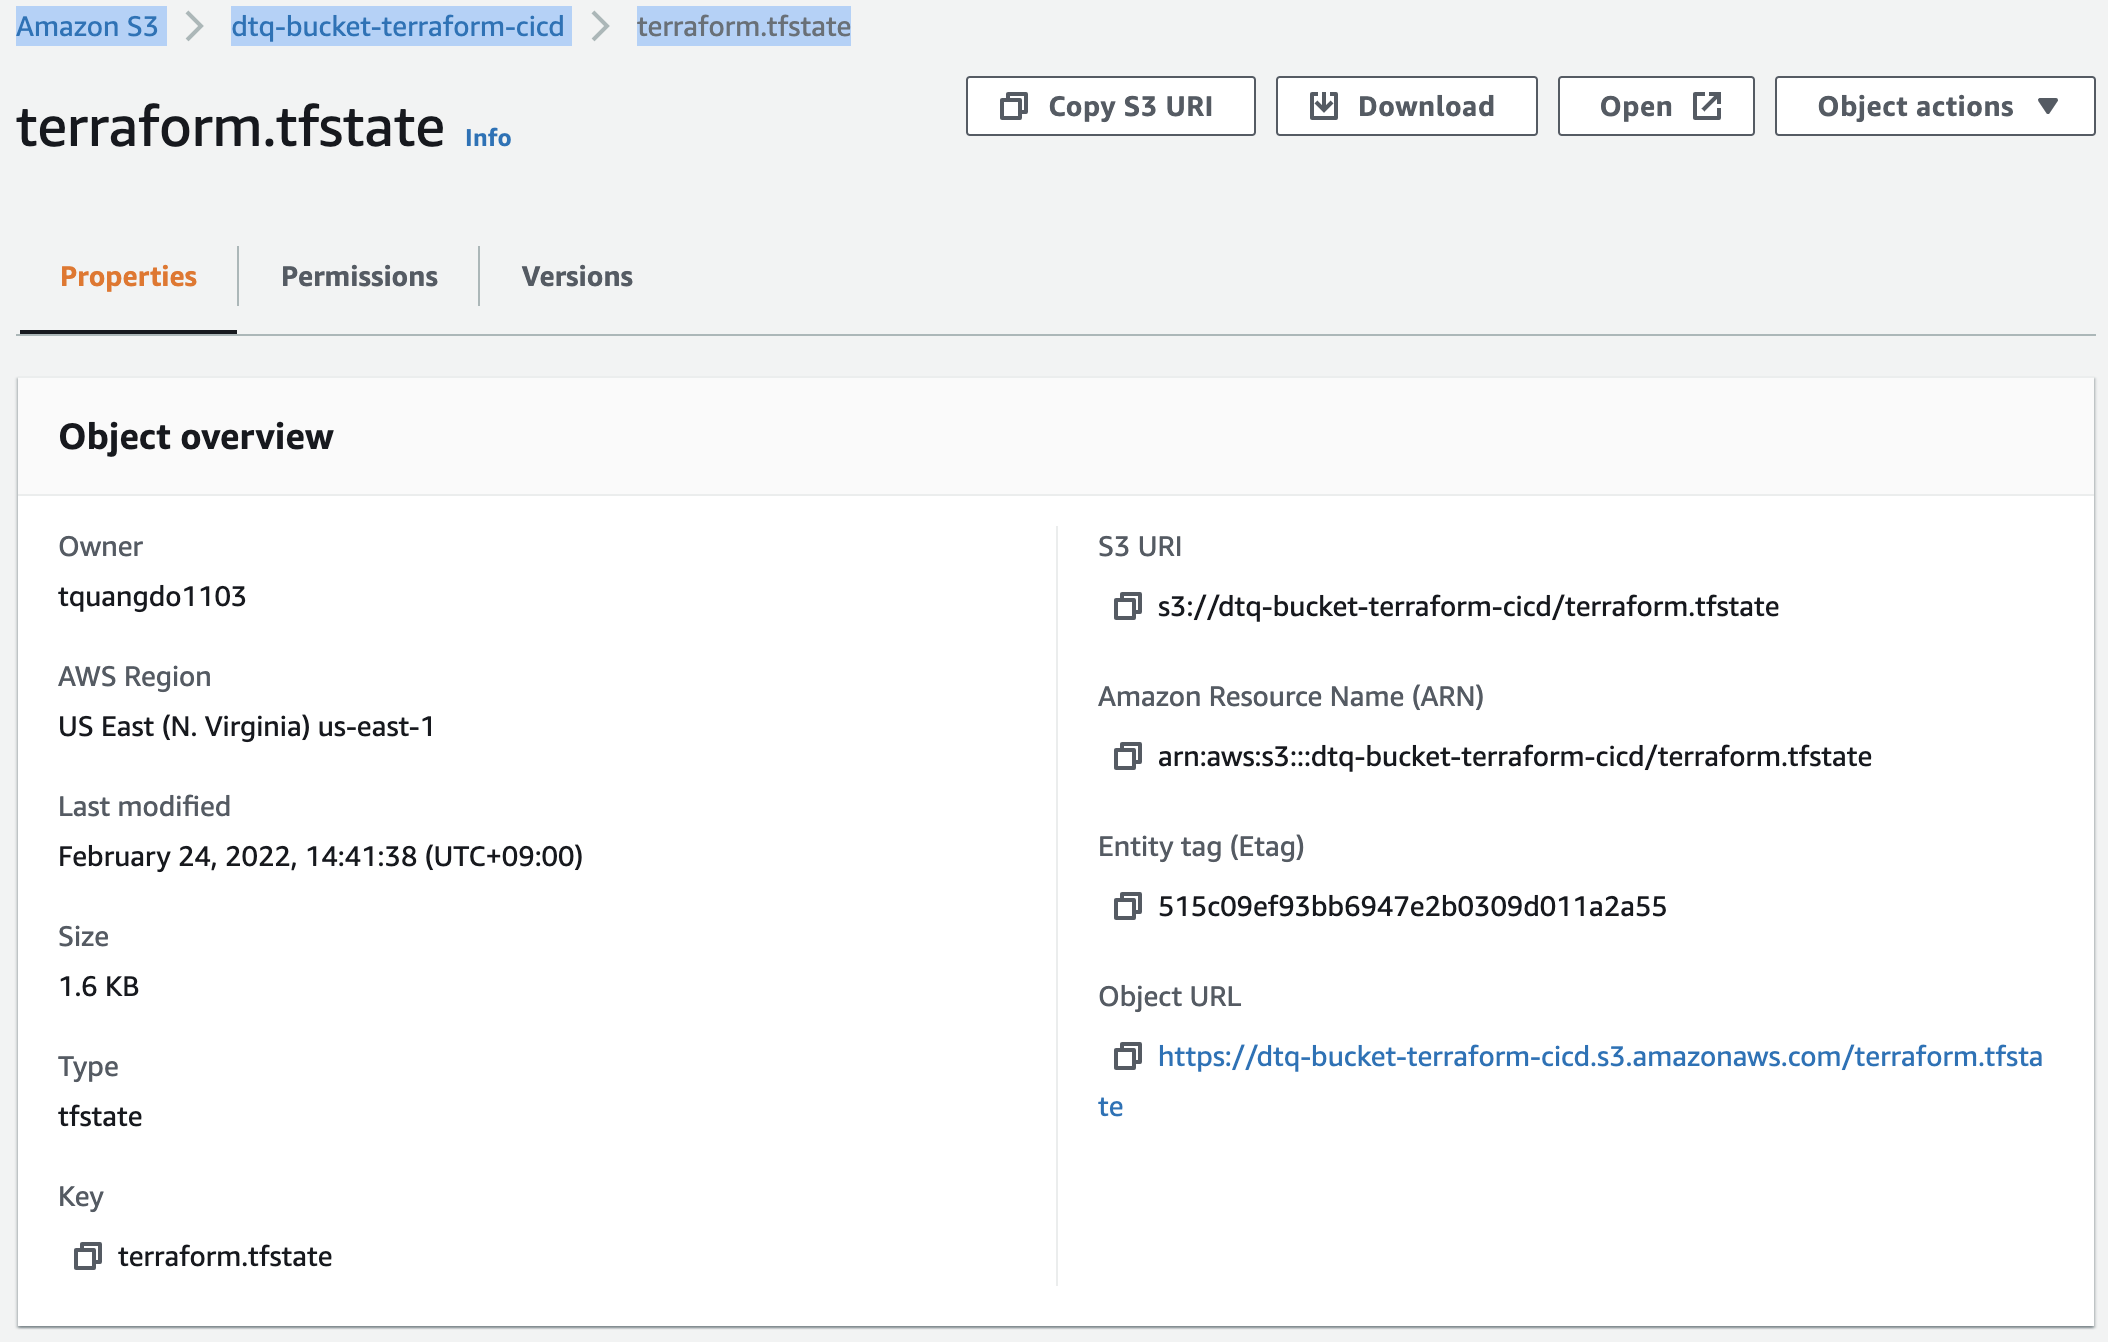 Amazon S3 > dtq-bucket-terraform-cicd > terraform.tfstate
terraform.tfstate Info
Copy S3 URI
Download
Open
Object actions
Properties
Permissions
Versions
Object overview
Owner
tquangdo1103
AWS Region
US East (N. Virginia) us-east-1
Last modified
February 24, 2022, 14:41:38 (UTC+09:00)
Size
1.6 KB
Type
tfstate
Key
terraform.tfstate
S3 URI
s3://dtq-bucket-terraform-cicd/terraform.tfstate
Amazon Resource Name (ARN)
arn:aws:s3:::dtq-bucket-terraform-cicd/terraform.tfstate
Entity tag (Etag)
515c09ef93bb6947e2b0309d011a2a55
Object URL
https://dtq-bucket-terraform-cicd.s3.amazonaws.com/terraform.tfsta
te